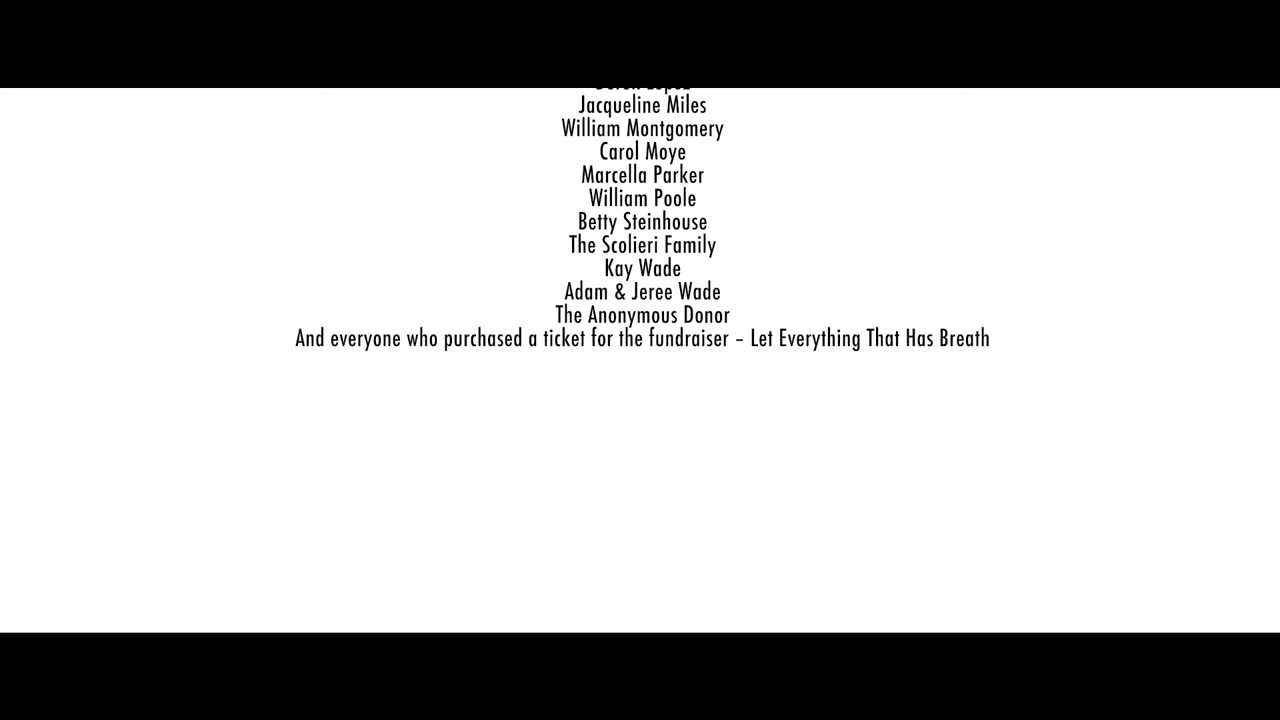 Jacqueline Miles
William Montgomery
Carol Moye
Marcella Parker
William Poole
Betty Steinhouse
The Scolieri Family
Kay Wade
Adam & Jeree Wade
The Anonymous Donor
And everyone who purchased a ticket for the fundraiser – Let Everything That Has Breath